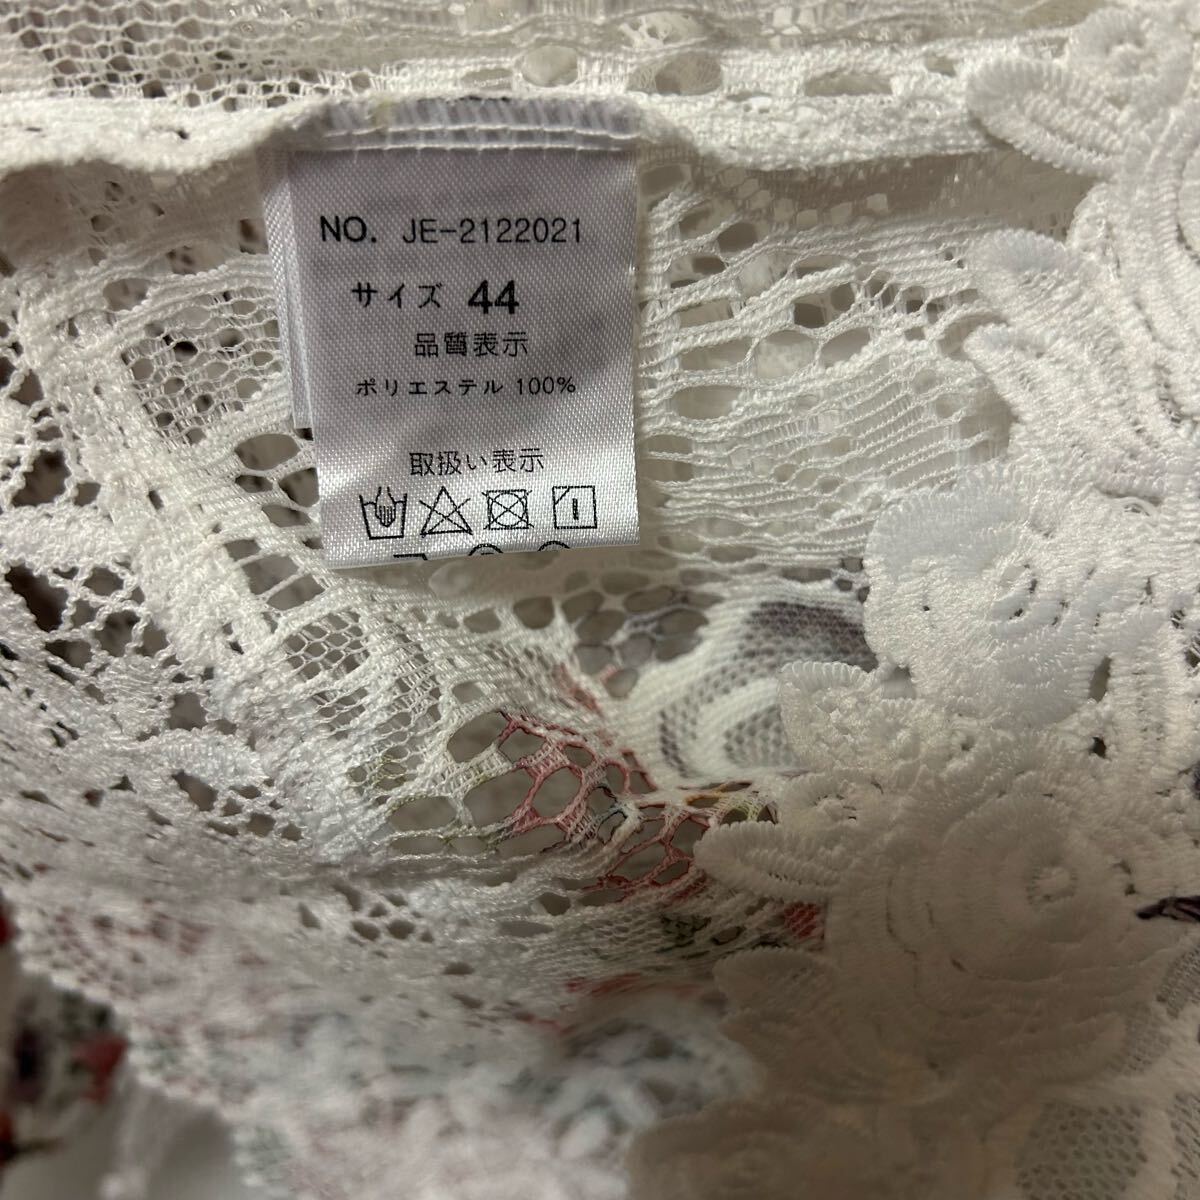 NO. JE-2122021
サイズ 44
品質表示
ポリエステル 100%
取扱い表示